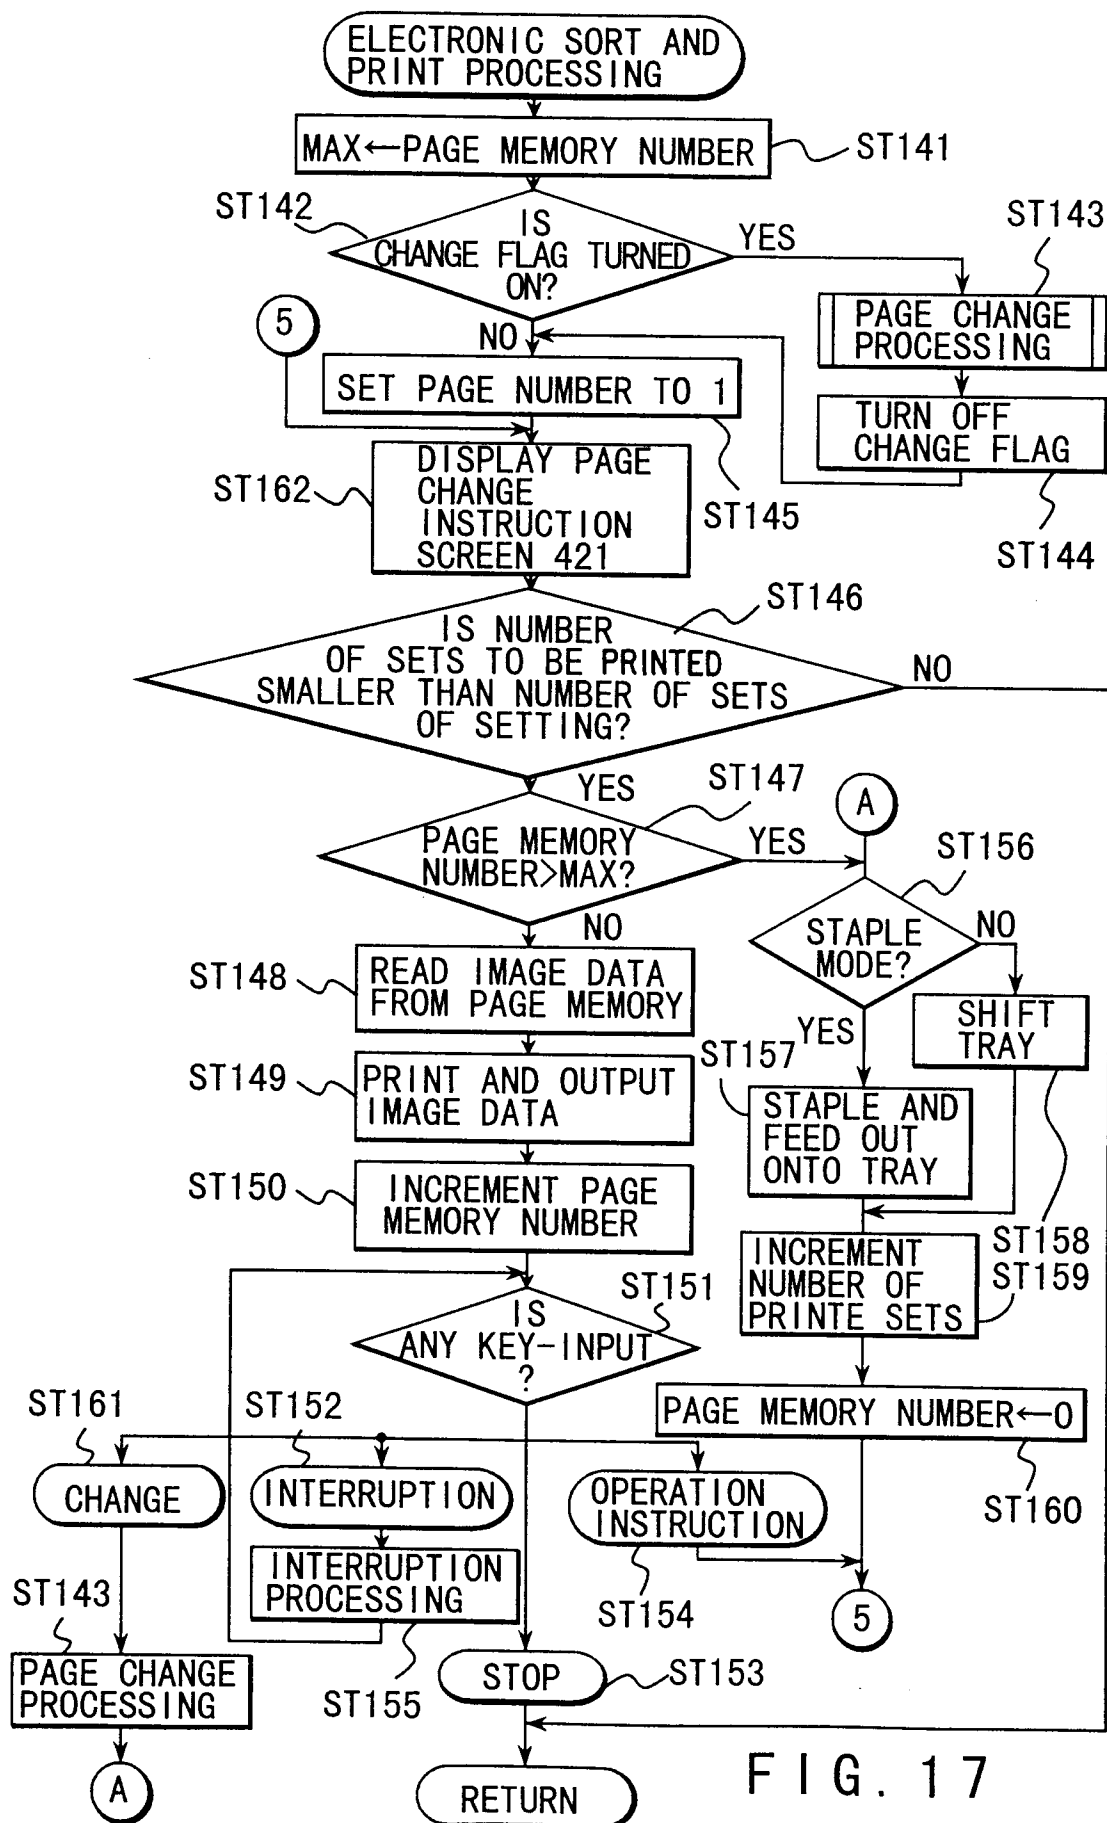 ELECTRONIC SORT AND
PRINT PROCESSING
MAX←PAGE MEMORY NUMBER
ST141
ST142
IS
CHANGE FLAG TURNED
ON?
YES
ST143
NO
5
PAGE CHANGE
PROCESSING
SET PAGE NUMBER TO 1
TURN OFF
CHANGE FLAG
ST162
DISPLAY PAGE
CHANGE
INSTRUCTION
SCREEN 421
ST145
ST144
ST146
IS NUMBER
OF SETS TO BE PRINTED
SMALLER THAN NUMBER OF SETS
OF SETTING?
NO
YES
ST147
A
PAGE MEMORY
NUMBER>MAX?
YES
ST156
NO
STAPLE
MODE?
NO
ST148
READ IMAGE DATA
FROM PAGE MEMORY
YES
SHIFT
TRAY
ST157
ST149
PRINT AND OUTPUT
IMAGE DATA
STAPLE AND
FEED OUT
ONTO TRAY
ST150
INCREMENT PAGE
MEMORY NUMBER
ST158
INCREMENT
NUMBER OF
PRINTE SETS
ST159
ST151
IS
ANY KEY-INPUT
?
ST161
ST152
PAGE MEMORY NUMBER←0
CHANGE
INTERRUPTION
OPERATION
INSTRUCTION
ST160
INTERRUPTION
PROCESSING
ST143
ST154
5
PAGE CHANGE
PROCESSING
ST155
STOP
ST153
A
RETURN
FIG. 17